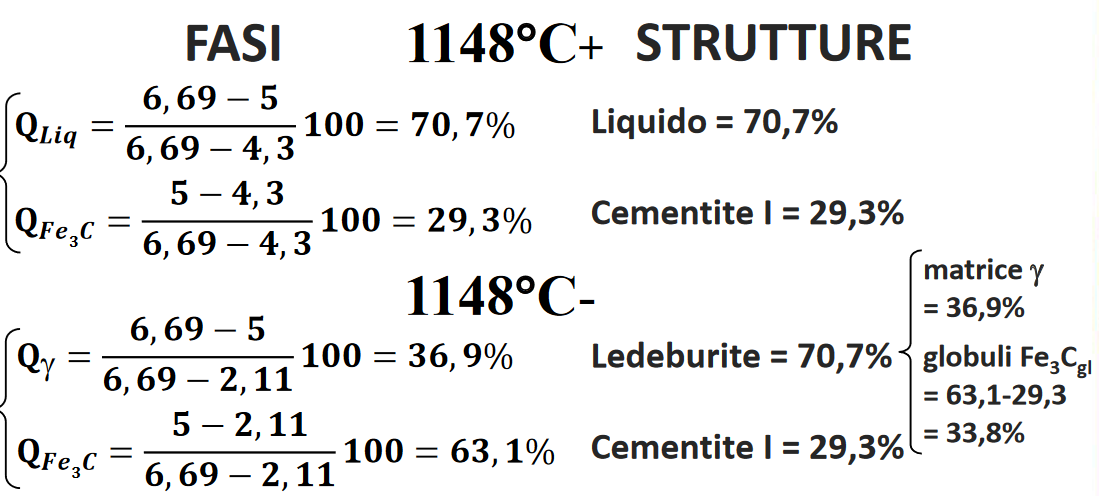 FASI 1148°C+ STRUTTURE
Q_Liq = (6,69 − 5)/(6,69 − 4,3) 100 = 70,7% Liquido = 70,7%
Q_Fe₃C = (5 − 4,3)/(6,69 − 4,3) 100 = 29,3% Cementite I = 29,3%
1148°C-
Q_γ = (6,69 − 5)/(6,69 − 2,11) 100 = 36,9% Ledeburite = 70,7%
matrice γ
= 36,9%
globuli Fe₃C_gl
= 63,1-29,3
= 33,8%
Q_Fe₃C = (5 − 2,11)/(6,69 − 2,11) 100 = 63,1% Cementite I = 29,3%